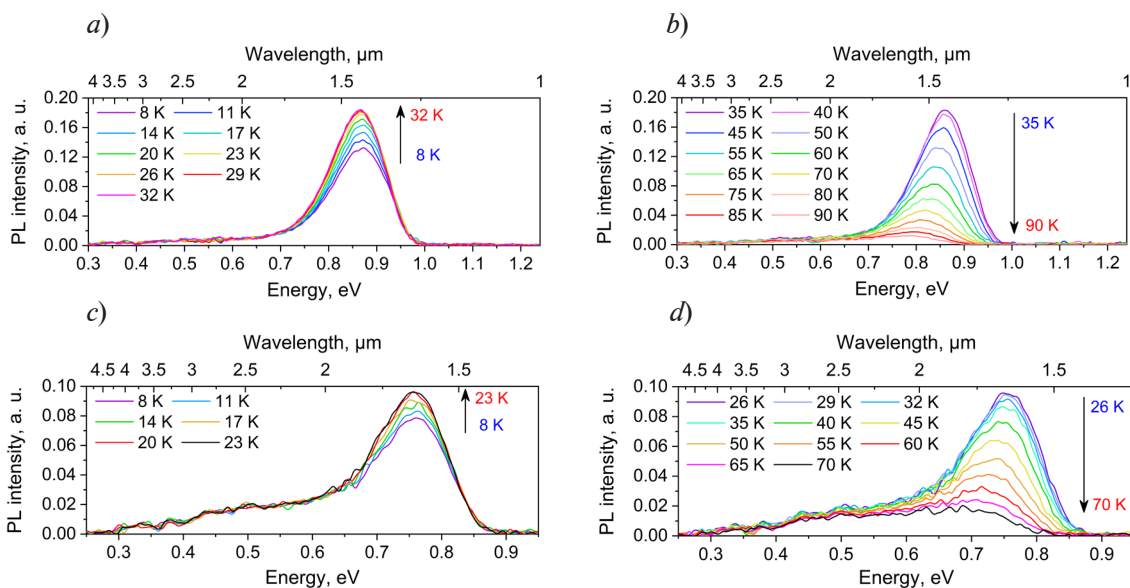 a)
Wavelength, μm
4 3.5 3 2.5 2 1.5 1
0.20
0.16
0.12
0.08
0.04
0.00
PL intensity, a. u.
8 K 11 K
14 K 17 K
20 K 23 K
26 K 29 K
32 K
32 K
8 K
0.3 0.4 0.5 0.6 0.7 0.8 0.9 1.0 1.1 1.2
Energy, eV
b)
Wavelength, μm
4 3.5 3 2.5 2 1.5 1
0.20
0.16
0.12
0.08
0.04
0.00
PL intensity, a. u.
35 K 40 K
45 K 50 K
55 K 60 K
65 K 70 K
75 K 80 K
85 K 90 K
35 K
90 K
0.3 0.4 0.5 0.6 0.7 0.8 0.9 1.0 1.1 1.2
Energy, eV
c)
Wavelength, μm
4.5 4 3.5 3 2.5 2 1.5
0.10
0.08
0.06
0.04
0.02
0.00
PL intensity, a. u.
8 K 11 K
14 K 17 K
20 K 23 K
23 K
8 K
0.3 0.4 0.5 0.6 0.7 0.8 0.9
Energy, eV
d)
Wavelength, μm
4.5 4 3.5 3 2.5 2 1.5
0.10
0.08
0.06
0.04
0.02
0.00
PL intensity, a. u.
26 K 29 K 32 K
35 K 40 K 45 K
50 K 55 K 60 K
65 K 70 K
26 K
70 K
0.3 0.4 0.5 0.6 0.7 0.8 0.9
Energy, eV